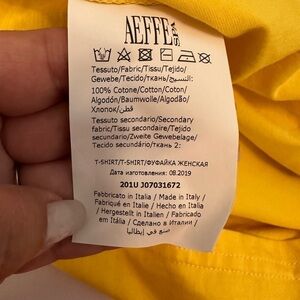 AEFFE SPA
Tessuto/Fabric/Tissu/Tejido/
Gewebe/Tecido/ткань/نسيج:
100% Cotone/Cotton/Coton/
Algodón/Baumwolle/Algodão/
Хлопок/قطن
Tessuto secondario/Secondary
fabric/Tissu secondaire/Tejido
secundario/Zweite Gewebelage/
Tecido secundário/ткань 2:
T-SHIRT/T-SHIRT/ФУФАЙКА ЖЕНСКАЯ
Дата изготовления: 08.2019
201U J07031672
Fabbricato in Italia / Made in Italy /
Fabriqué en Italie / Hecho en Italia
/ Hergestellt in Italien / Fabricado
em Itália / Сделано в Италии /
صنع في إيطاليا